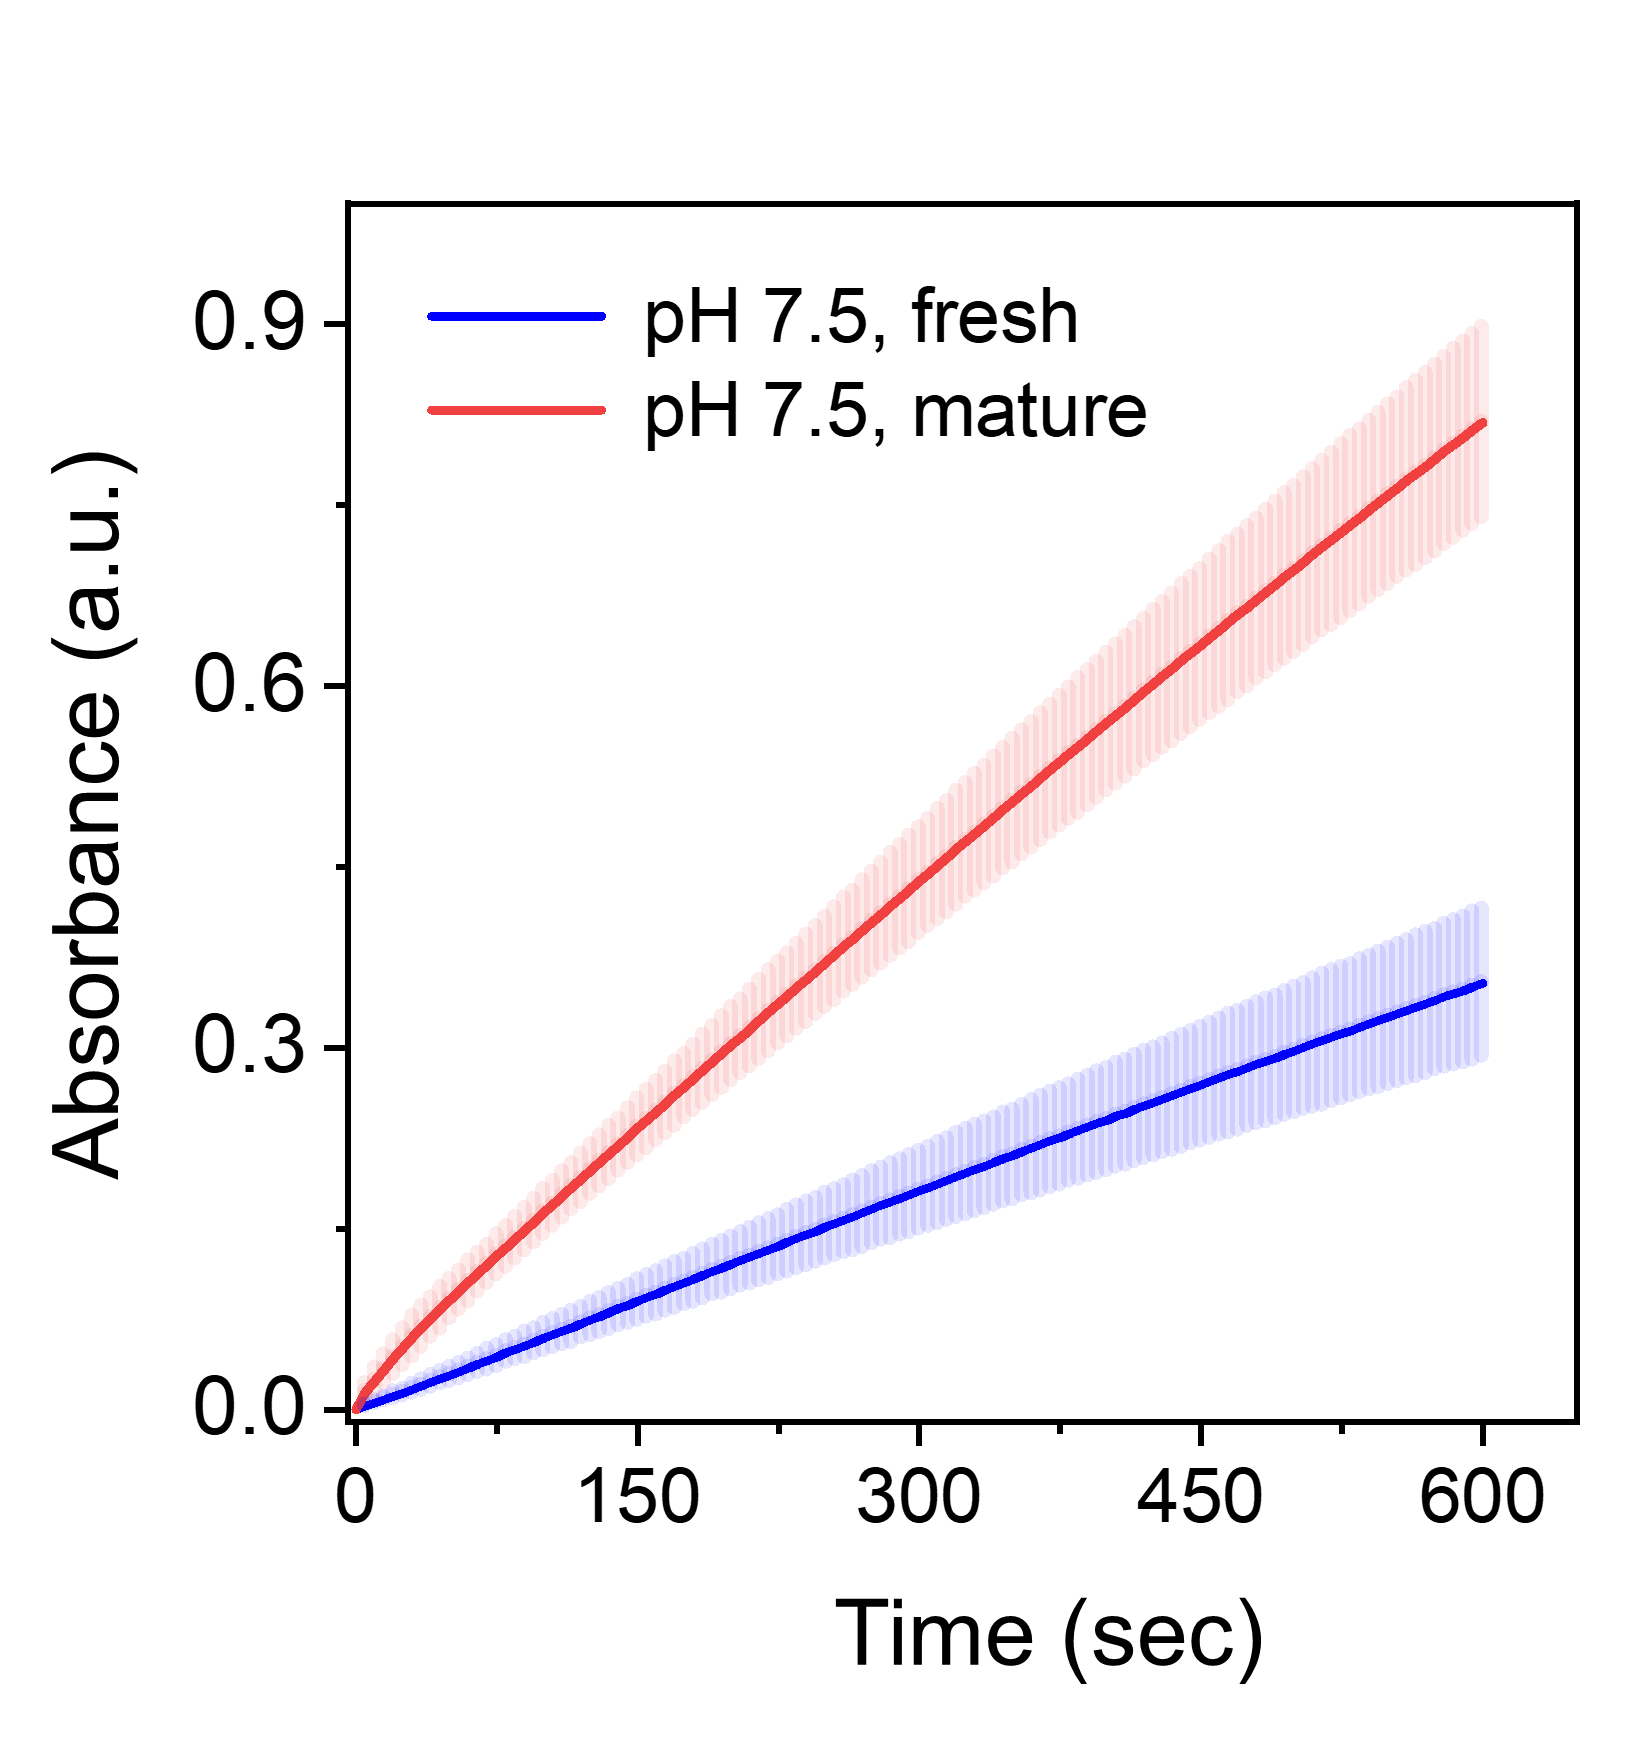 pH 7.5, fresh
pH 7.5, mature
Absorbance (a.u.)
0.9
0.6
0.3
0.0
0 150 300 450 600
Time (sec)